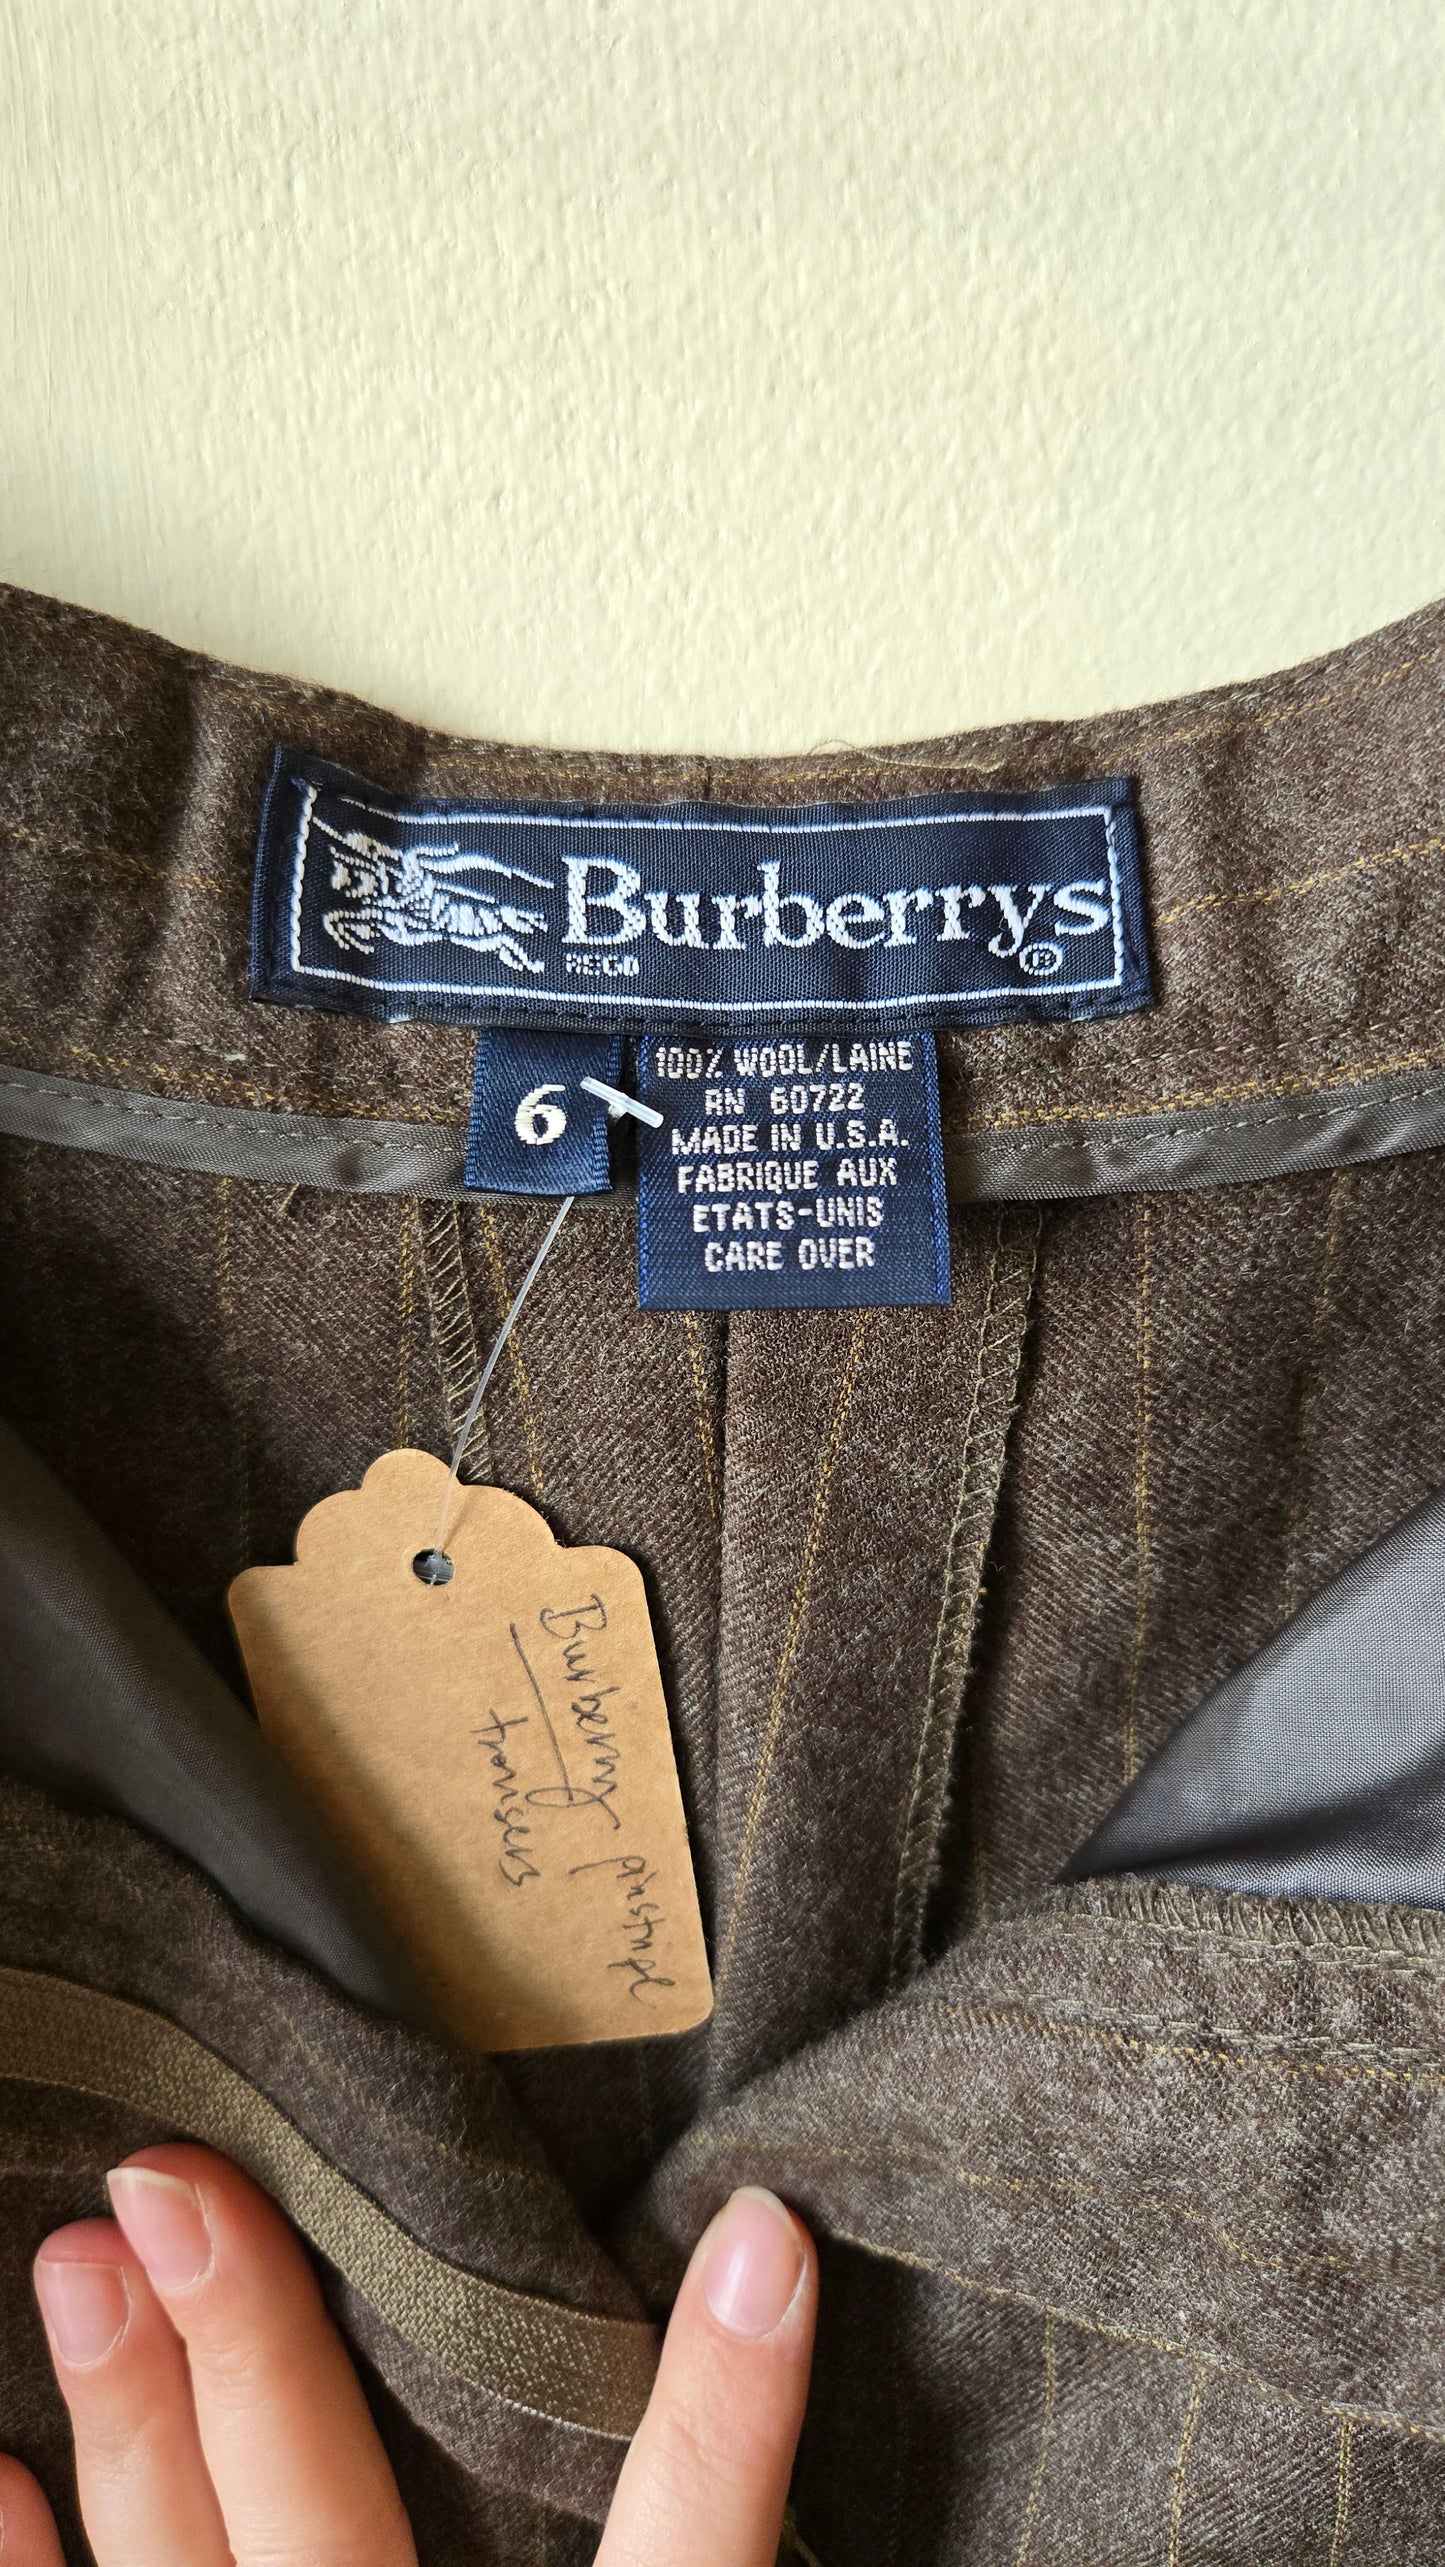 Burberrys
REGD
®
6
100% WOOL/LAINE
RN 60722
MADE IN U.S.A.
FABRIQUE AUX
ETATS-UNIS
CARE OVER
Burberry pinstripe
trousers